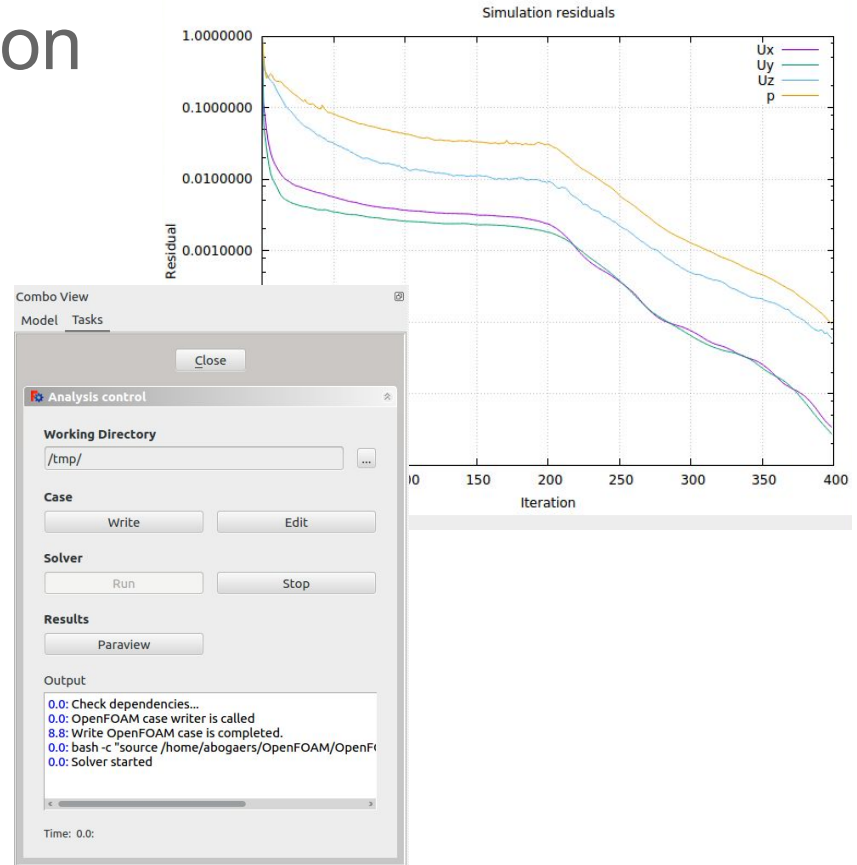 on
Simulation residuals
1.0000000
0.1000000
0.0100000
0.0010000
Residual
Ux
Uy
Uz
p
150
200
250
300
350
400
Iteration
Combo View
Model Tasks
Close
Analysis control
Working Directory
/tmp/
...
Case
Write Edit
Solver
Run Stop
Results
Paraview
Output
0.0: Check dependencies...
0.0: OpenFOAM case writer is called
8.8: Write OpenFOAM case is completed.
0.0: bash -c "source /home/abogaers/OpenFOAM/OpenF
0.0: Solver started
Time: 0.0: